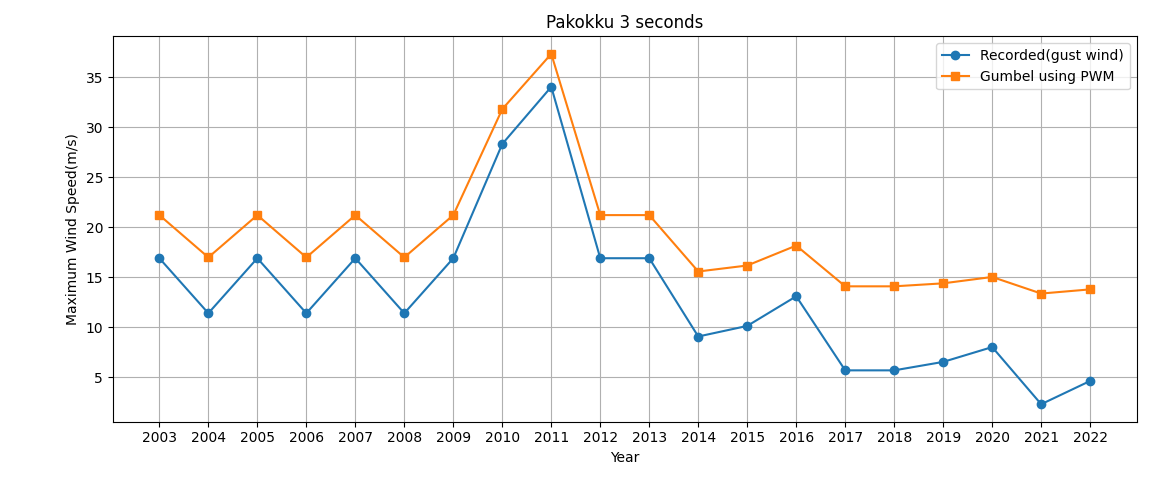 Pakokku 3 seconds
Recorded(gust wind)
Gumbel using PWM
Maximum Wind Speed(m/s)
35
30
25
20
15
10
5
2003 2004 2005 2006 2007 2008 2009 2010 2011 2012 2013 2014 2015 2016 2017 2018 2019 2020 2021 2022
Year